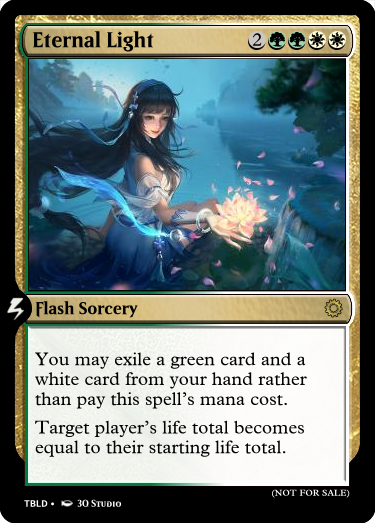 Eternal Light 2
Flash Sorcery
You may exile a green card and a
white card from your hand rather
than pay this spell's mana cost.
Target player's life total becomes
equal to their starting life total.
(NOT FOR SALE)
TBLD • 3O Studio